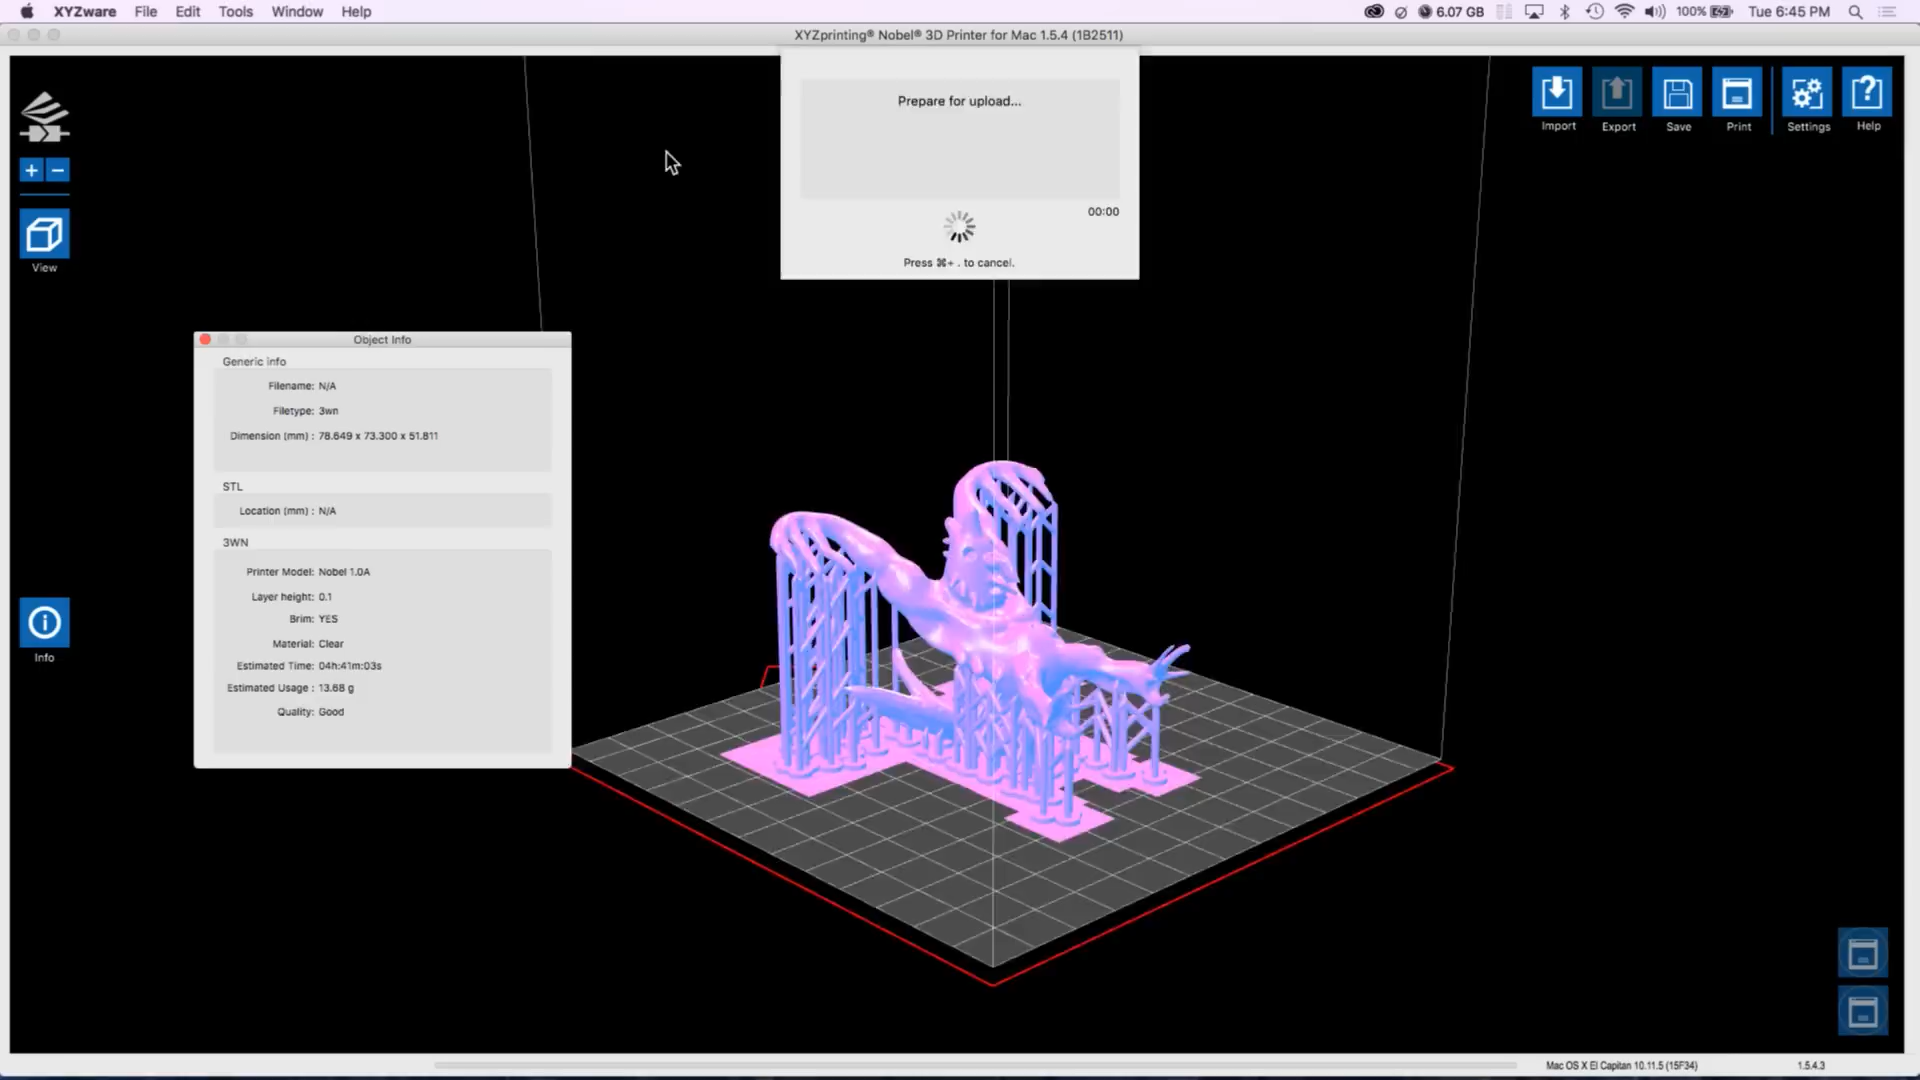 XYZware File Edit Tools Window Help
6.07 GB 100% Tue 6:45 PM
XYZprinting® Nobel® 3D Printer for Mac 1.5.4 (1B2511)
Prepare for upload...
00:00
Press ⌘+ . to cancel.
Import Export Save Print Settings Help
View
Info
Object Info
Generic info
Filename: N/A
Filetype: 3wn
Dimension (mm) : 78.649 x 73.300 x 51.811
STL
Location (mm) : N/A
3WN
Printer Model: Nobel 1.0A
Layer height: 0.1
Brim: YES
Material: Clear
Estimated Time: 04h:41m:03s
Estimated Usage : 13.68 g
Quality: Good
Mac OS X El Capitan 10.11.5 (15F34) 1.5.4.3